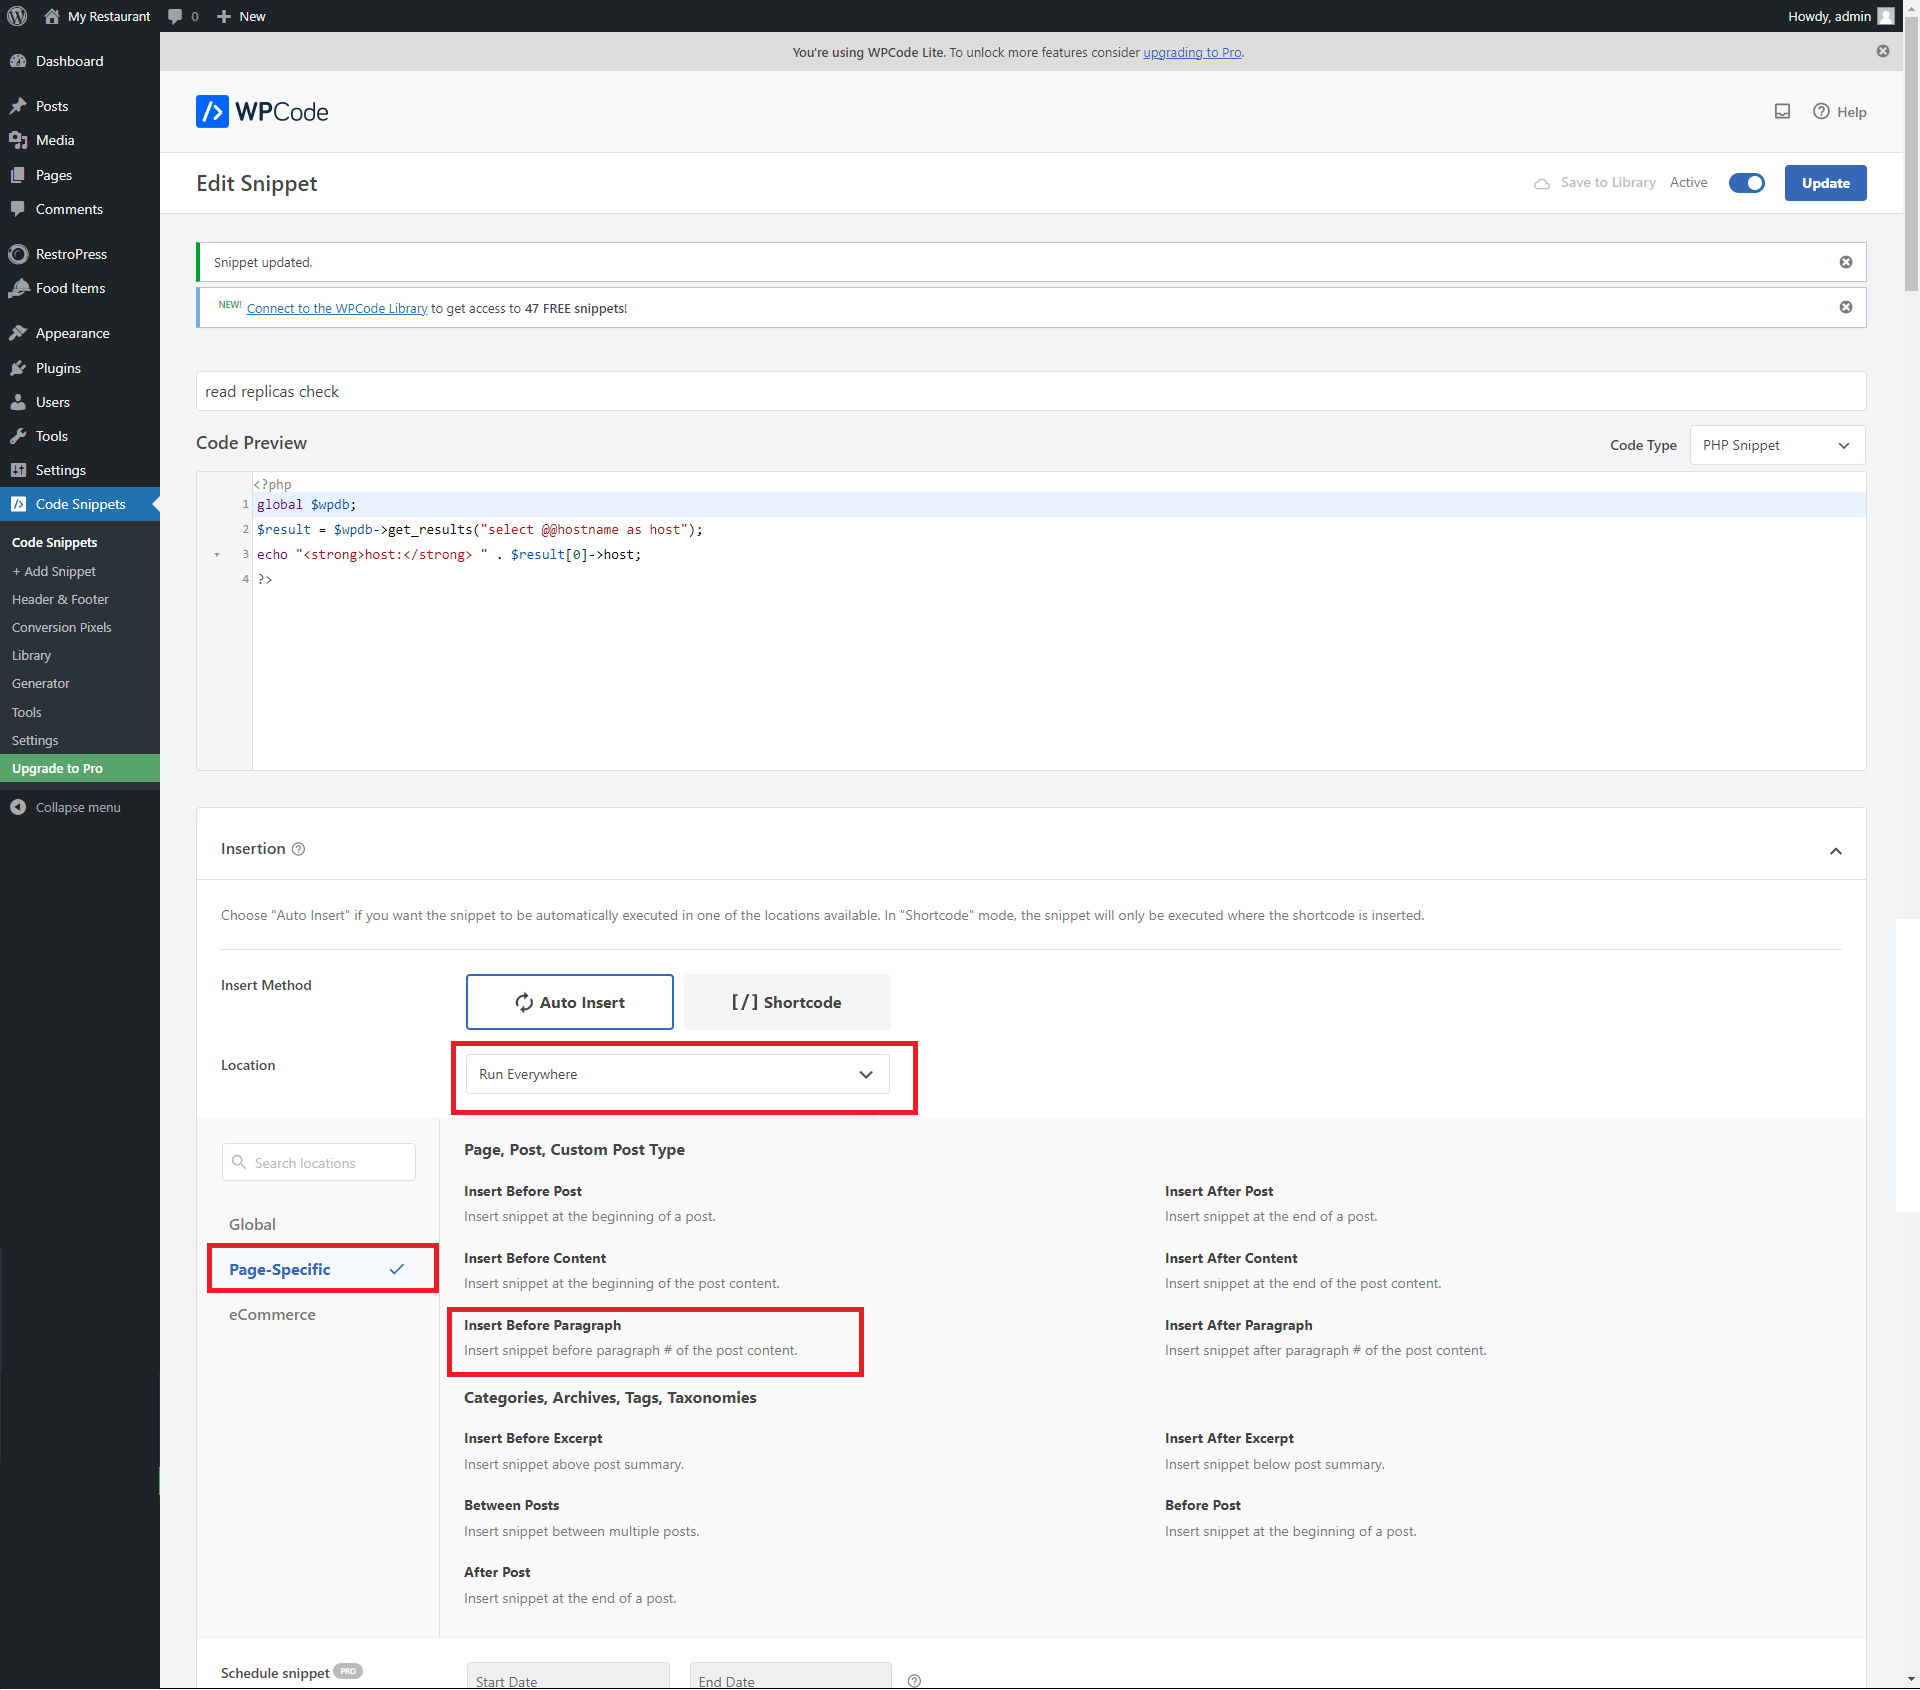 My Restaurant
0
New
Howdy, admin
Dashboard
Posts
Media
Pages
Comments
RestroPress
Food Items
Appearance
Plugins
Users
Tools
Settings
Code Snippets
Code Snippets
+ Add Snippet
Header & Footer
Conversion Pixels
Library
Generator
Tools
Settings
Upgrade to Pro
Collapse menu
You're using WPCode Lite. To unlock more features consider upgrading to Pro.
WPCode
Help
Edit Snippet
Save to Library
Active
Update
Snippet updated.
NEW! Connect to the WPCode Library to get access to 47 FREE snippets!
read replicas check
Code Preview
Code Type
PHP Snippet
<?php
1 global $wpdb;
2 $result = $wpdb->get_results("select @@hostname as host");
3 echo "<strong>host:</strong> " . $result[0]->host;
4 ?>
Insertion
Choose "Auto Insert" if you want the snippet to be automatically executed in one of the locations available. In "Shortcode" mode, the snippet will only be executed where the shortcode is inserted.
Insert Method
Auto Insert
[/] Shortcode
Location
Run Everywhere
Search locations
Global
Page-Specific
eCommerce
Page, Post, Custom Post Type
Insert Before Post
Insert snippet at the beginning of a post.
Insert After Post
Insert snippet at the end of a post.
Insert Before Content
Insert snippet at the beginning of the post content.
Insert After Content
Insert snippet at the end of the post content.
Insert Before Paragraph
Insert snippet before paragraph # of the post content.
Insert After Paragraph
Insert snippet after paragraph # of the post content.
Categories, Archives, Tags, Taxonomies
Insert Before Excerpt
Insert snippet above post summary.
Insert After Excerpt
Insert snippet below post summary.
Between Posts
Insert snippet between multiple posts.
Before Post
Insert snippet at the beginning of a post.
After Post
Insert snippet at the end of a post.
Schedule snippet PRO
Start Date
End Date